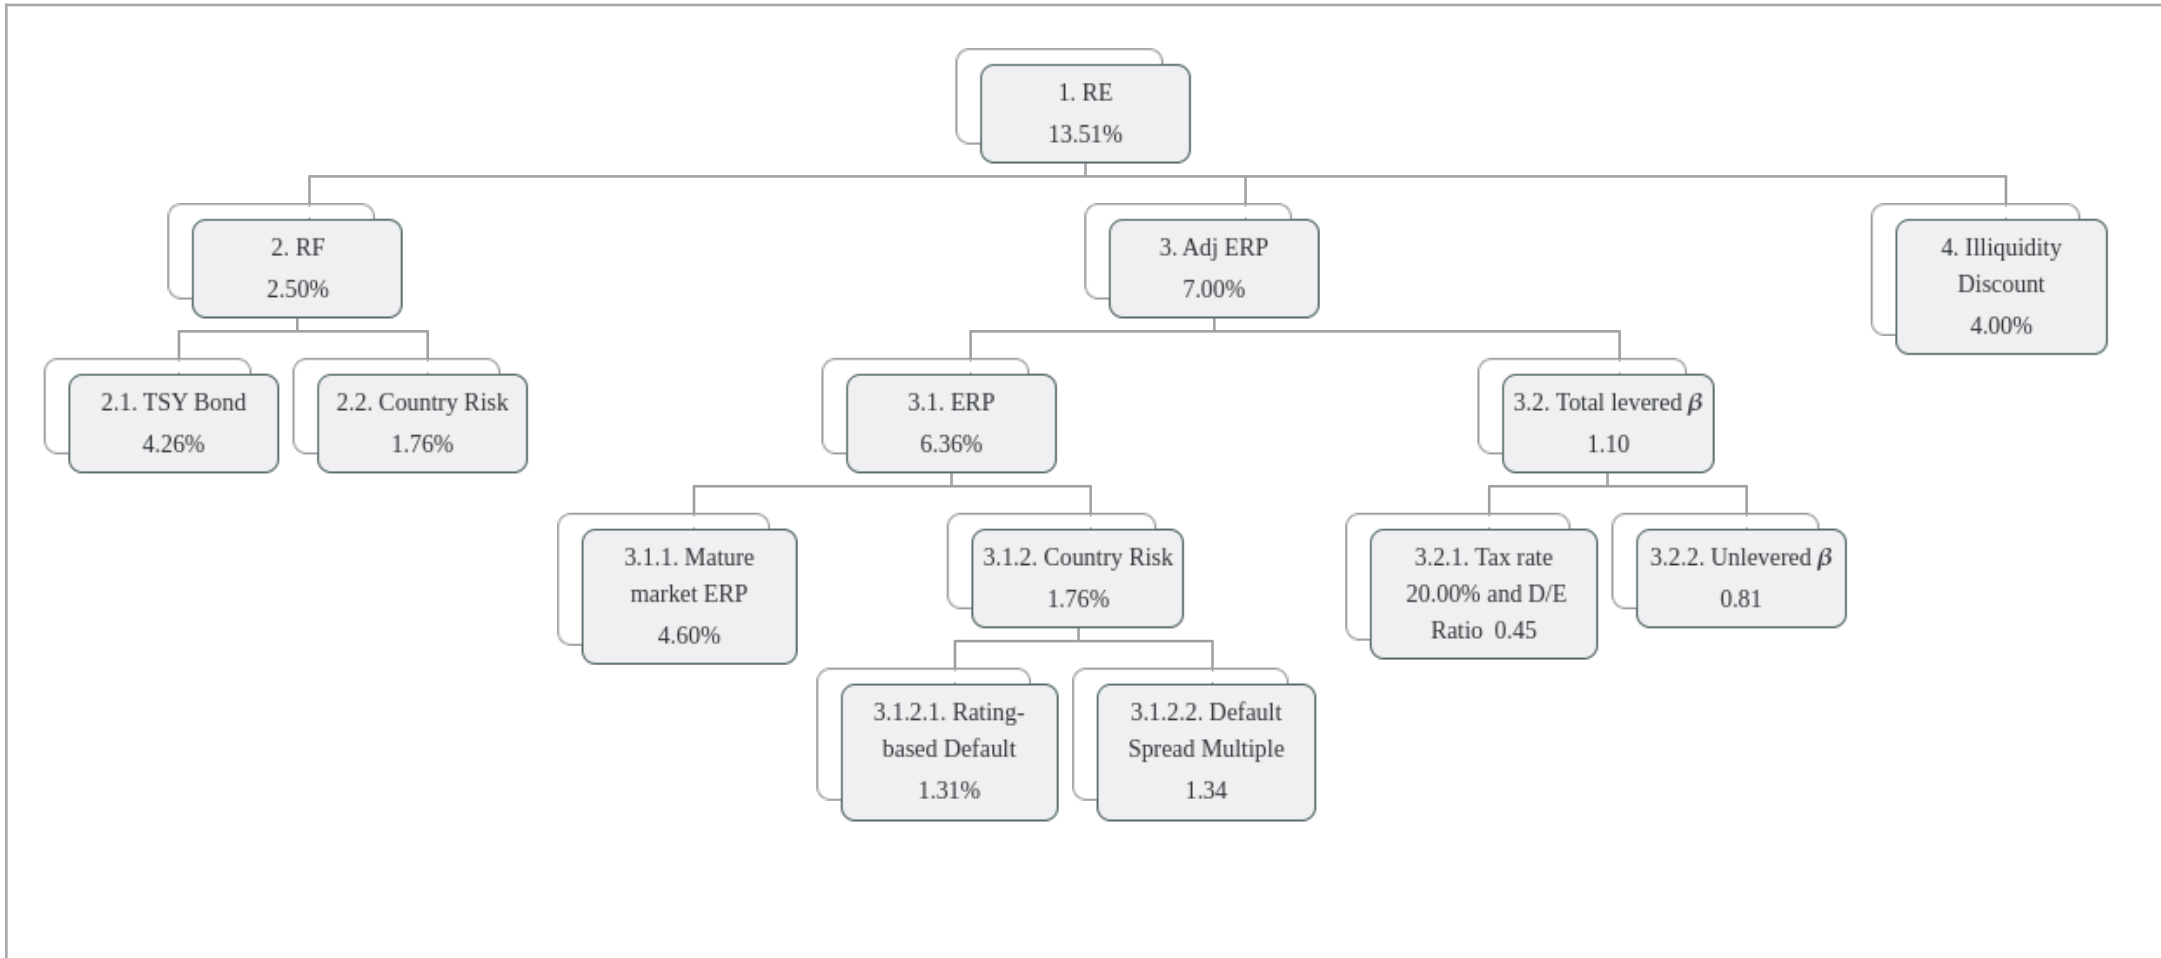 1. RE
13.51%
2. RF
2.50%
3. Adj ERP
7.00%
4. Illiquidity
Discount
4.00%
2.1. TSY Bond
4.26%
2.2. Country Risk
1.76%
3.1. ERP
6.36%
3.2. Total levered β
1.10
3.1.1. Mature
market ERP
4.60%
3.1.2. Country Risk
1.76%
3.2.1. Tax rate
20.00% and D/E
Ratio 0.45
3.2.2. Unlevered β
0.81
3.1.2.1. Rating-
based Default
1.31%
3.1.2.2. Default
Spread Multiple
1.34